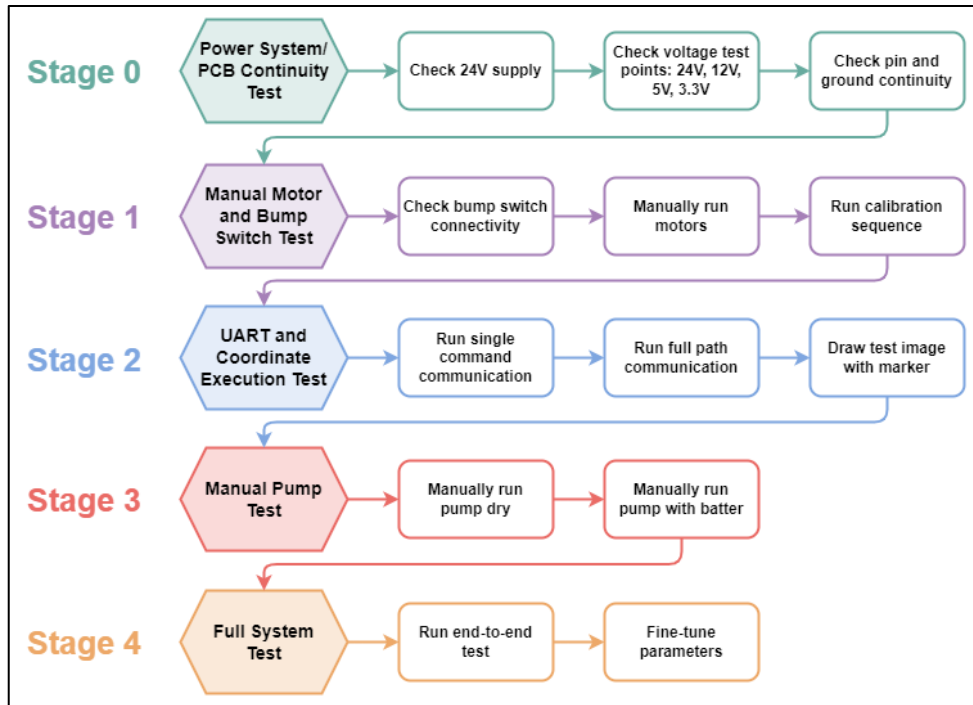 Stage 0
Power System/
PCB Continuity
Test
Check 24V supply
Check voltage test
points: 24V, 12V,
5V, 3.3V
Check pin and
ground continuity
Stage 1
Manual Motor
and Bump
Switch Test
Check bump switch
connectivity
Manually run
motors
Run calibration
sequence
Stage 2
UART and
Coordinate
Execution Test
Run single
command
communication
Run full path
communication
Draw test image
with marker
Stage 3
Manual Pump
Test
Manually run
pump dry
Manually run
pump with batter
Stage 4
Full System
Test
Run end-to-end
test
Fine-tune
parameters